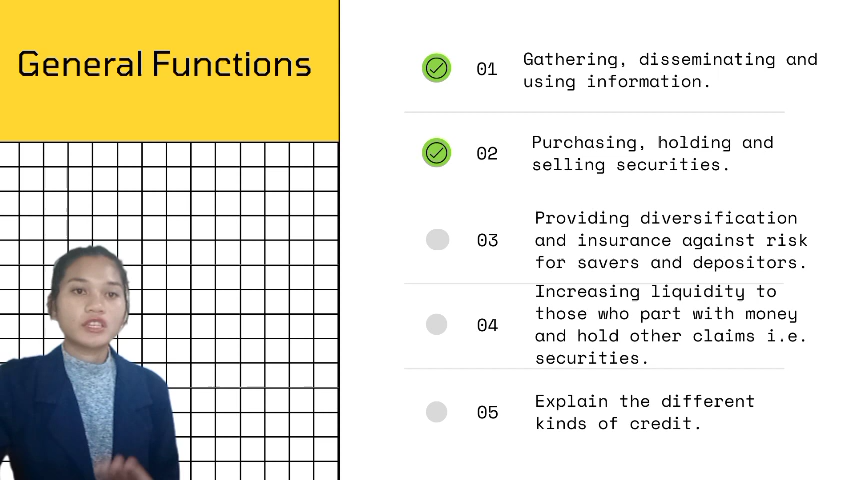 General Functions
01
Gathering, disseminating and
using information.
02
Purchasing, holding and
selling securities.
03
Providing diversification
and insurance against risk
for savers and depositors.
04
Increasing liquidity to
those who part with money
and hold other claims i.e.
securities.
05
Explain the different
kinds of credit.